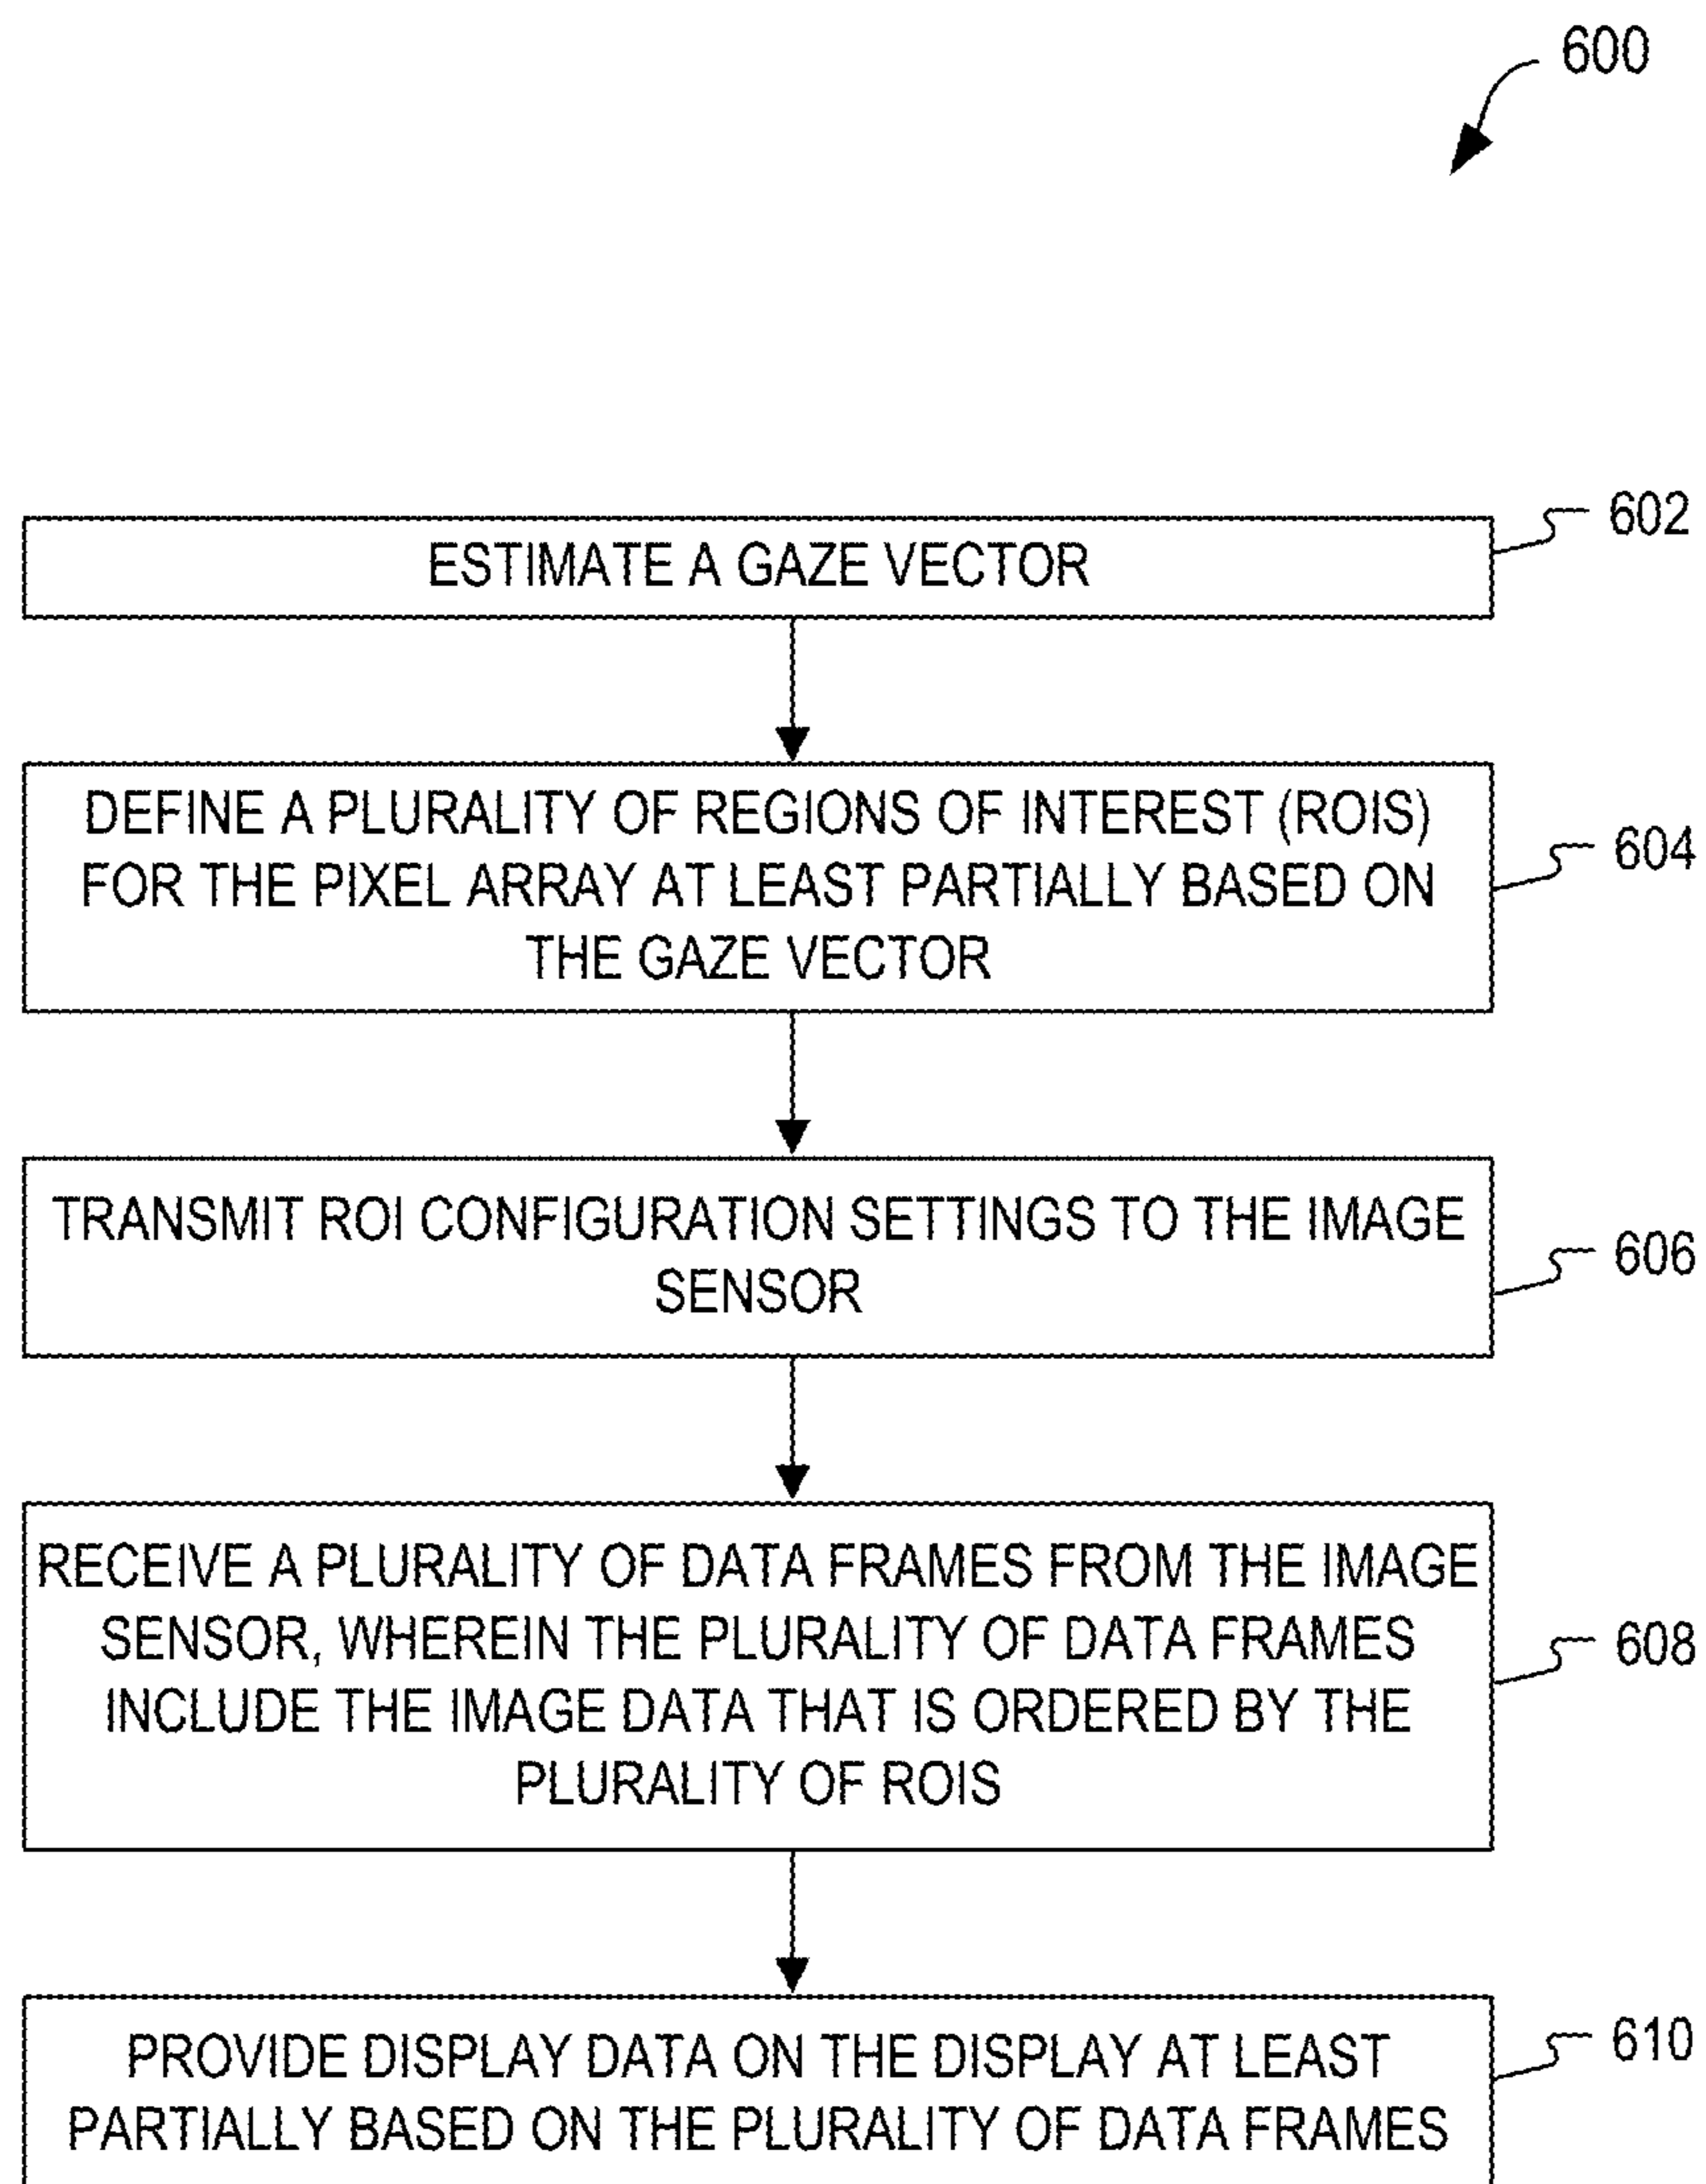 600
602
ESTIMATE A GAZE VECTOR
DEFINE A PLURALITY OF REGIONS OF INTEREST (ROIS)
FOR THE PIXEL ARRAY AT LEAST PARTIALLY BASED ON
THE GAZE VECTOR
604
TRANSMIT ROI CONFIGURATION SETTINGS TO THE IMAGE
SENSOR
606
RECEIVE A PLURALITY OF DATA FRAMES FROM THE IMAGE
SENSOR, WHEREIN THE PLURALITY OF DATA FRAMES
INCLUDE THE IMAGE DATA THAT IS ORDERED BY THE
PLURALITY OF ROIS
608
PROVIDE DISPLAY DATA ON THE DISPLAY AT LEAST
PARTIALLY BASED ON THE PLURALITY OF DATA FRAMES
610